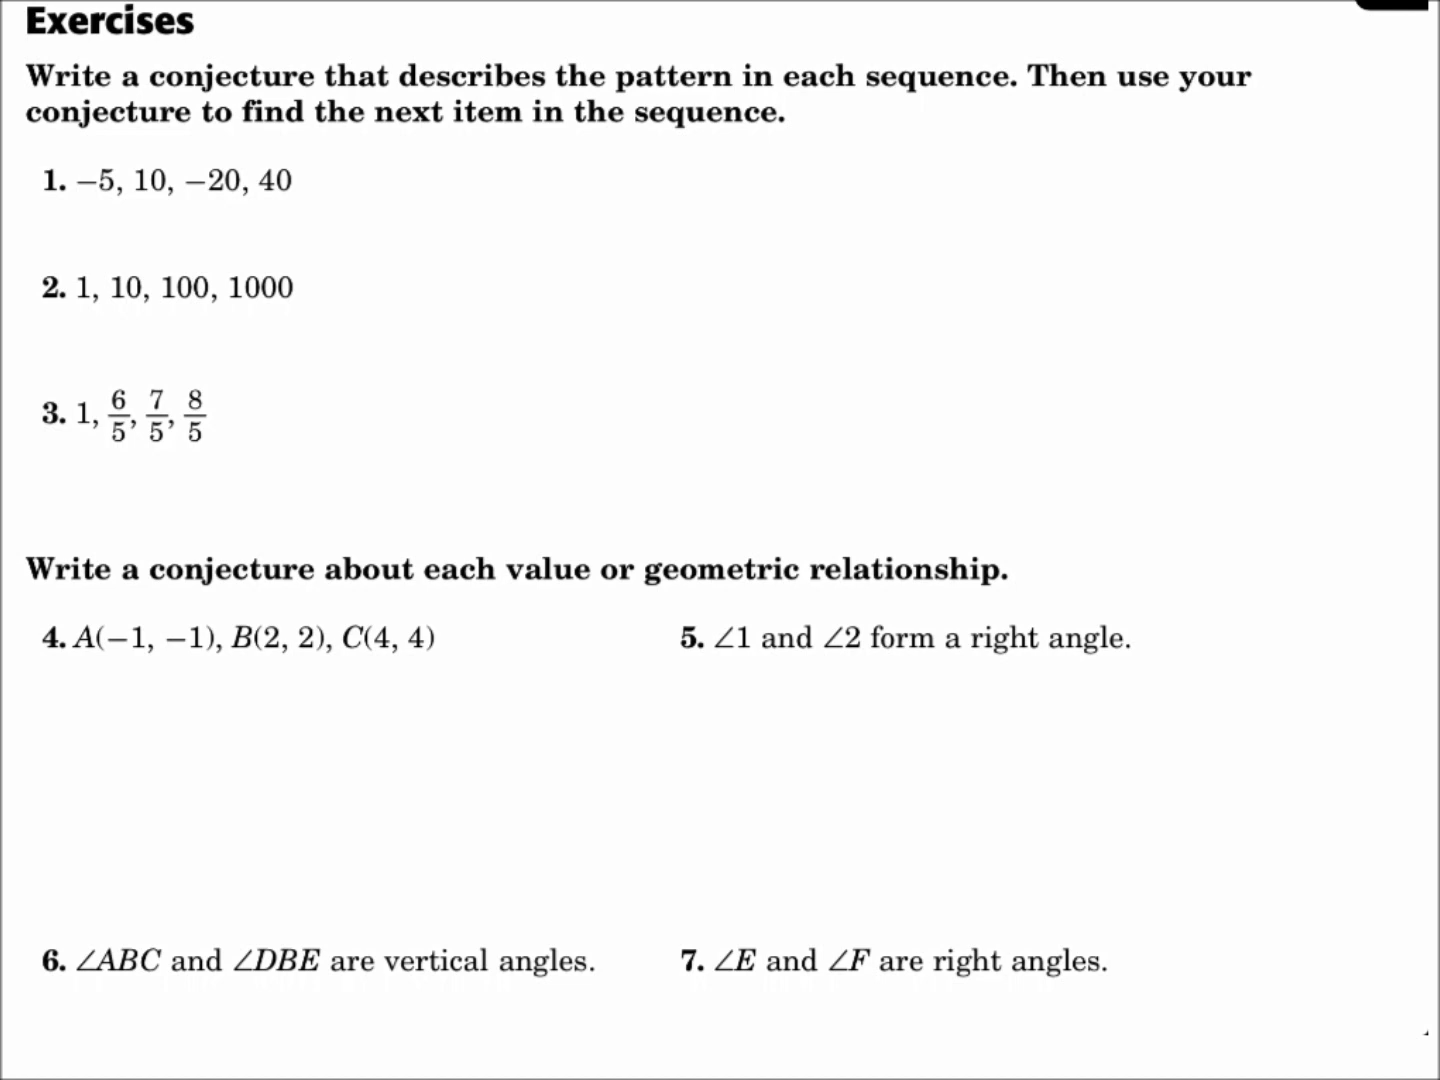 Exercises
Write a conjecture that describes the pattern in each sequence. Then use your
conjecture to find the next item in the sequence.
1. −5, 10, −20, 40
2. 1, 10, 100, 1000
3. 1, 6/5, 7/5, 8/5
Write a conjecture about each value or geometric relationship.
4. A(−1, −1), B(2, 2), C(4, 4)
5. ∠1 and ∠2 form a right angle.
6. ∠ABC and ∠DBE are vertical angles.
7. ∠E and ∠F are right angles.